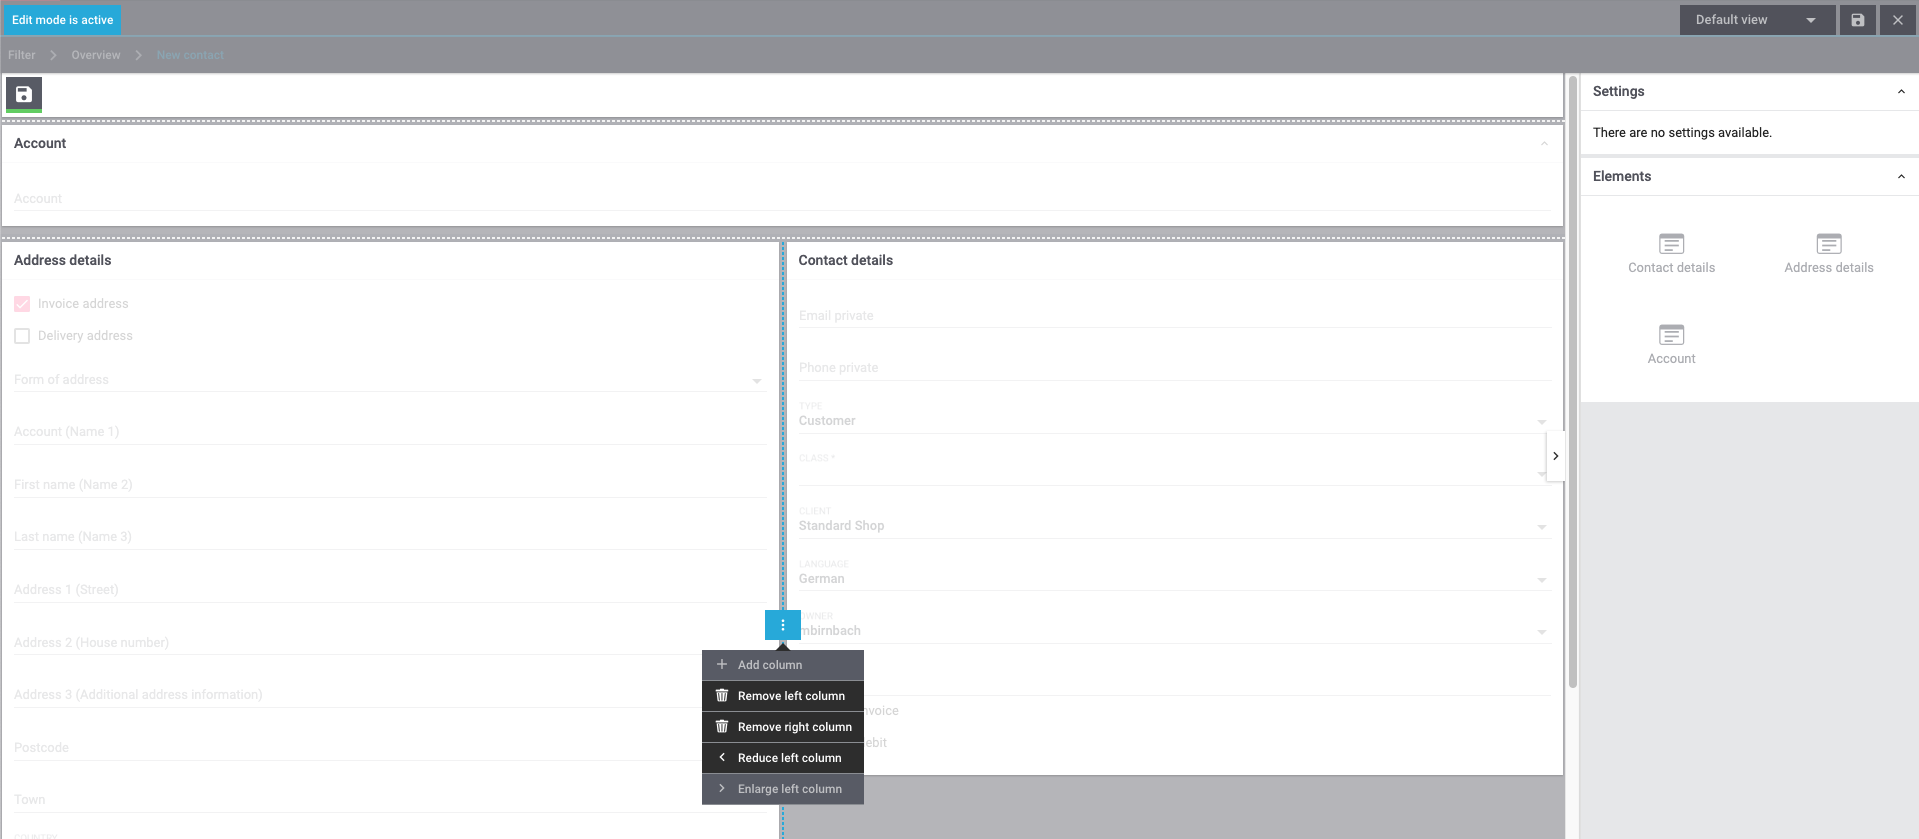 Edit mode is active
Default view
Filter
Overview
New contact
Settings
There are no settings available.
Account
Account
Elements
Contact details
Address details
Account
Address details
Invoice address
Delivery address
Form of address
Account (Name 1)
First name (Name 2)
Last name (Name 3)
Address 1 (Street)
Address 2 (House number)
Address 3 (Additional address information)
Postcode
Town
COUNTRY
Contact details
Email private
Phone private
TYPE
Customer
CLASS *
CLIENT
Standard Shop
LANGUAGE
German
OWNER
mbirnbach
nvoice
ebit
Add column
Remove left column
Remove right column
Reduce left column
Enlarge left column